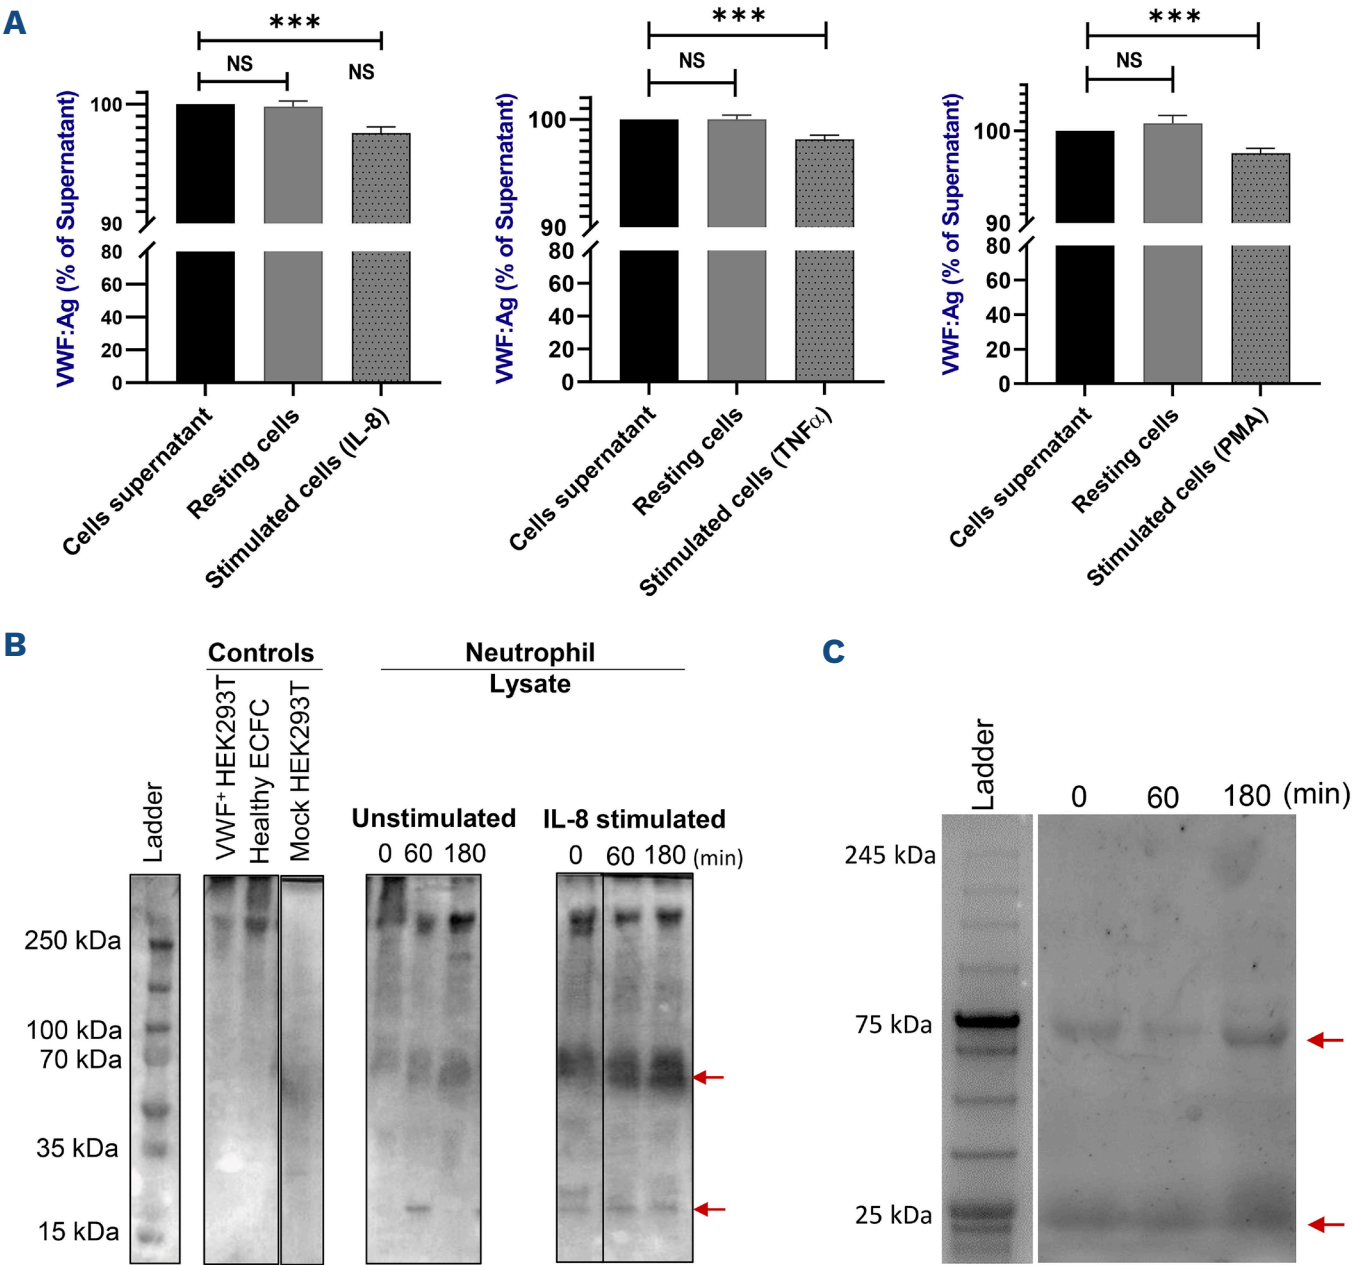 A
***
NS
NS
VWF:Ag (% of Supernatant)
100
90
80
60
40
20
0
Cells supernatant
Resting cells
Stimulated cells (IL-8)
***
NS
VWF:Ag (% of Supernatant)
100
90
80
60
40
20
0
Cells supernatant
Resting cells
Stimulated cells (TNFα)
***
NS
VWF:Ag (% of Supernatant)
100
90
80
60
40
20
0
Cells supernatant
Resting cells
Stimulated cells (PMA)
B
Controls
Neutrophil
Lysate
Ladder
VWF⁺ HEK293T
Healthy ECFC
Mock HEK293T
Unstimulated
IL-8 stimulated
0 60 180
0 60 180 (min)
250 kDa
100 kDa
70 kDa
35 kDa
15 kDa
C
Ladder
0 60 180 (min)
245 kDa
75 kDa
25 kDa